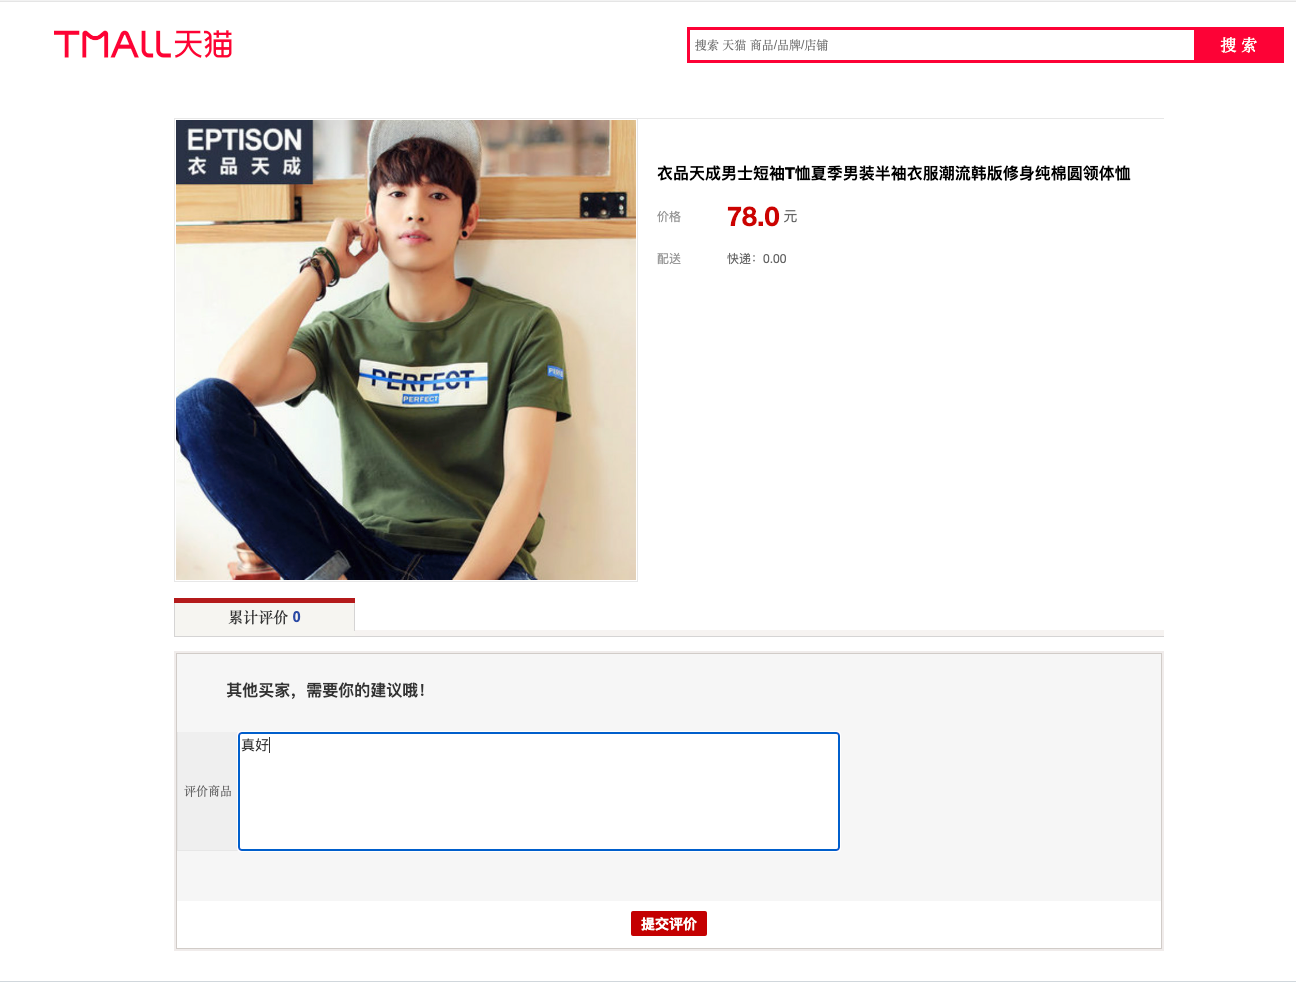 TMALL天猫
搜索 天猫 商品/品牌/店铺
搜 索
EPTISON
衣品天成
PERFECT
PERFECT
衣品天成男士短袖T恤夏季男装半袖衣服潮流韩版修身纯棉圆领体恤
价格 78.0 元
配送 快递：0.00
累计评价 0
其他买家，需要你的建议哦！
真好
评价商品
提交评价